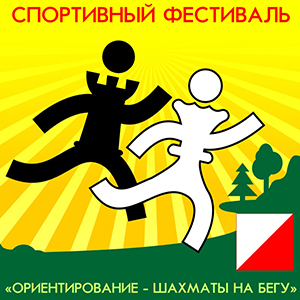 СПОРТИВНЫЙ ФЕСТИВАЛЬ
«ОРИЕНТИРОВАНИЕ - ШАХМАТЫ НА БЕГУ»